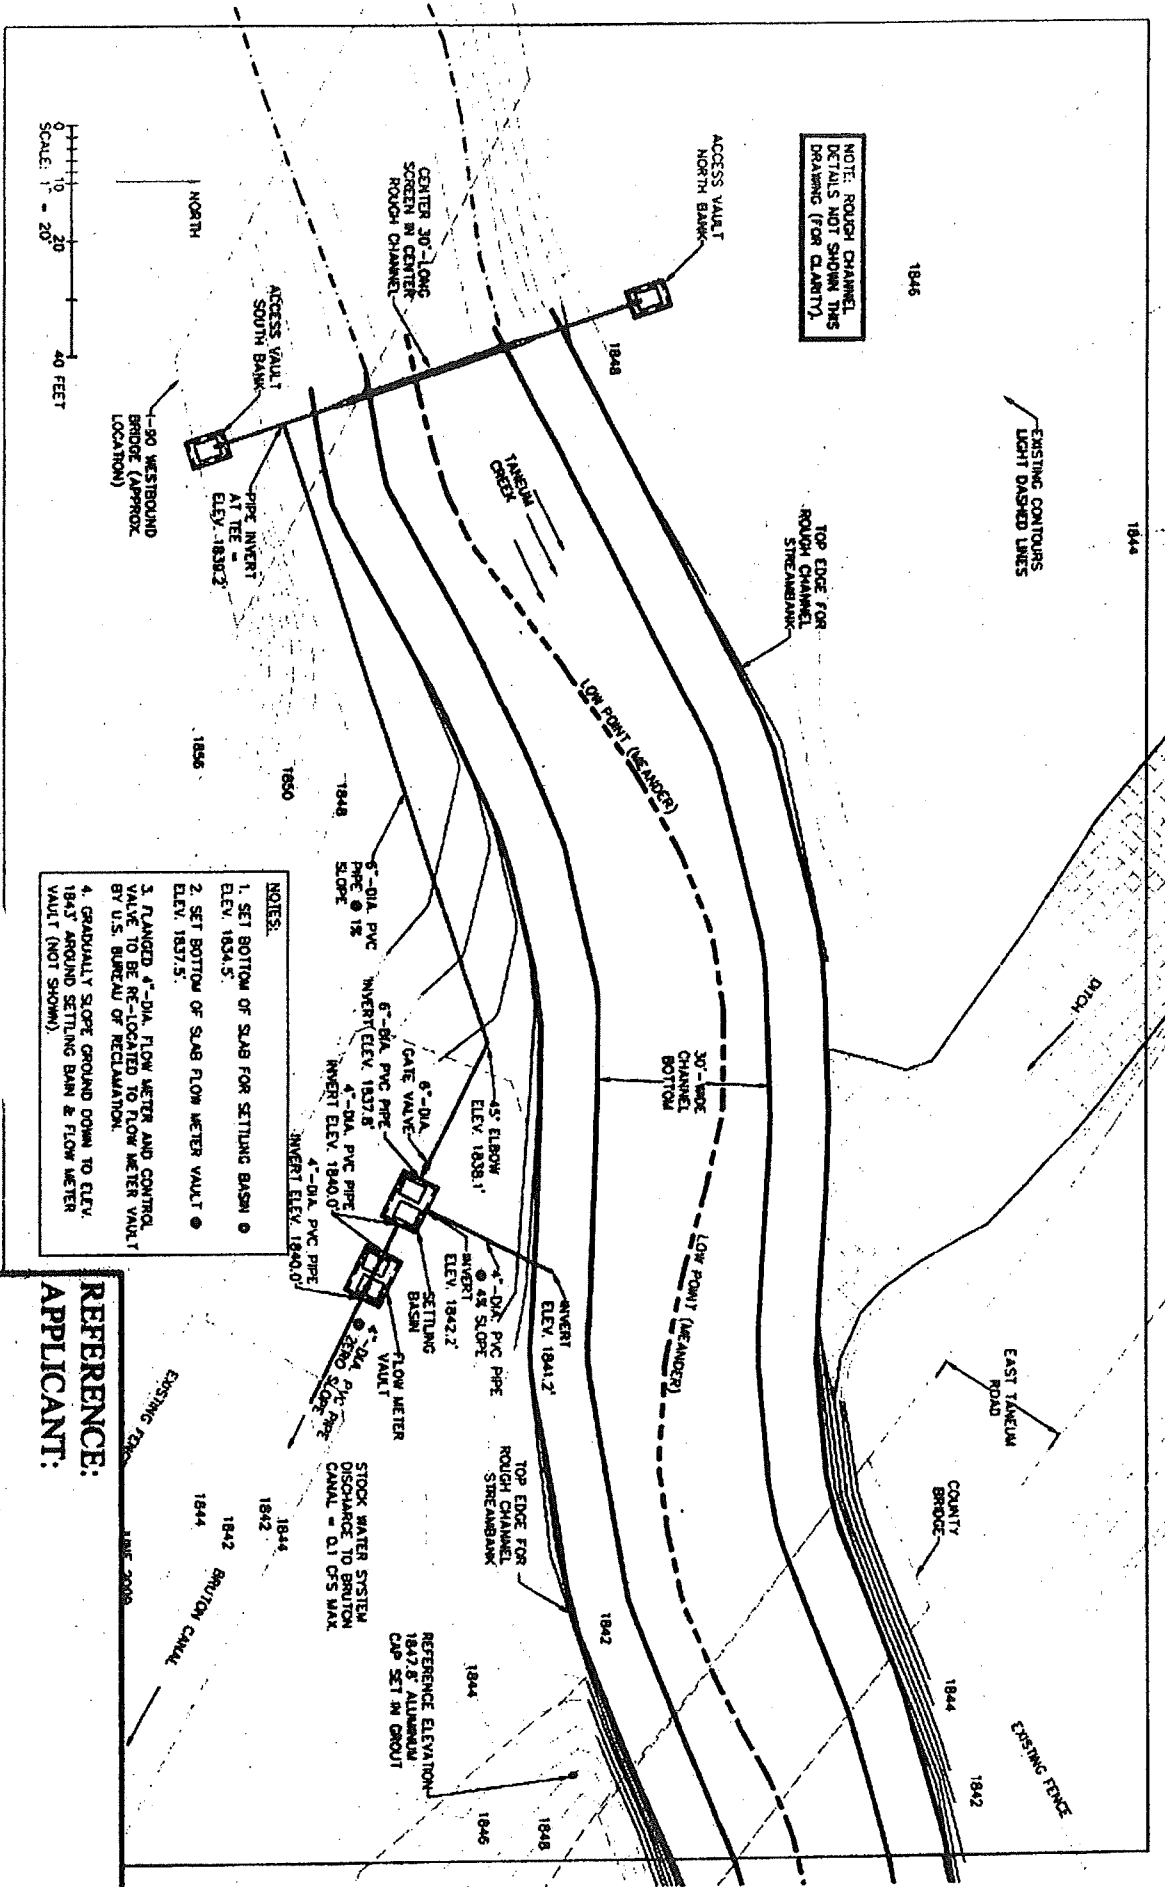 NOTE: ROUGH CHANNEL
DETAILS NOT SHOWN THIS
DRAWING (FOR CLARITY).
1846
EXISTING CONTOURS
LIGHT DASHED LINES
1844
ACCESS VAULT
NORTH BANK
1848
TOP EDGE FOR
ROUGH CHANNEL
STREAMBANK
CENTER 30'-LONG
SCREEN IN CENTER
ROUGH CHANNEL
TANEUM
CREEK
LOW POINT (MEANDER)
DITCH
30'-WIDE
CHANNEL
BOTTOM
LOW POINT (MEANDER)
EAST TANEUM
ROAD
COUNTY
BRIDGE
1844
1842
EXISTING FENCE
NORTH
0 10 20 40 FEET
SCALE: 1" = 20'
ACCESS VAULT
SOUTH BANK
I-90 WESTBOUND
BRIDGE (APPROX.
LOCATION)
PIPE INVERT
AT TEE =
ELEV. 1839.2'
1856
1850
1848
6"-DIA. PVC
PIPE @ 1%
SLOPE
45° ELBOW
ELEV. 1838.1'
6"-DIA.
GATE VALVE
6"-DIA. PVC PIPE
INVERT ELEV. 1837.8'
4"-DIA. PVC PIPE
INVERT ELEV. 1840.0'
4"-DIA. PVC PIPE
INVERT ELEV. 1840.0'
INVERT
ELEV. 1841.2'
4"-DIA. PVC PIPE
@ 4% SLOPE
INVERT
ELEV. 1842.2'
SETTLING
BASIN
FLOW METER
VAULT
4"-DIA. PVC PIPE
@ ZERO SLOPE
TOP EDGE FOR
ROUGH CHANNEL
STREAMBANK
STOCK WATER SYSTEM
DISCHARGE TO BRUTON
CANAL = 0.1 CFS MAX.
1842
REFERENCE ELEVATION
1847.8' ALUMINUM
CAP SET IN GROUT
1844
1846
1848
1844
1842
1842
1844
BRUTON CANAL
EXISTING
NOTES:
1. SET BOTTOM OF SLAB FOR SETTLING BASIN @
ELEV. 1834.5'.
2. SET BOTTOM OF SLAB FLOW METER VAULT @
ELEV. 1837.5'.
3. FLANGED 4"-DIA. FLOW METER AND CONTROL
VALVE TO BE RE-LOCATED TO FLOW METER VAULT
BY U.S. BUREAU OF RECLAMATION.
4. GRADUALLY SLOPE GROUND DOWN TO ELEV.
1843' AROUND SETTLING BASIN & FLOW METER
VAULT (NOT SHOWN).
REFERENCE:
APPLICANT: